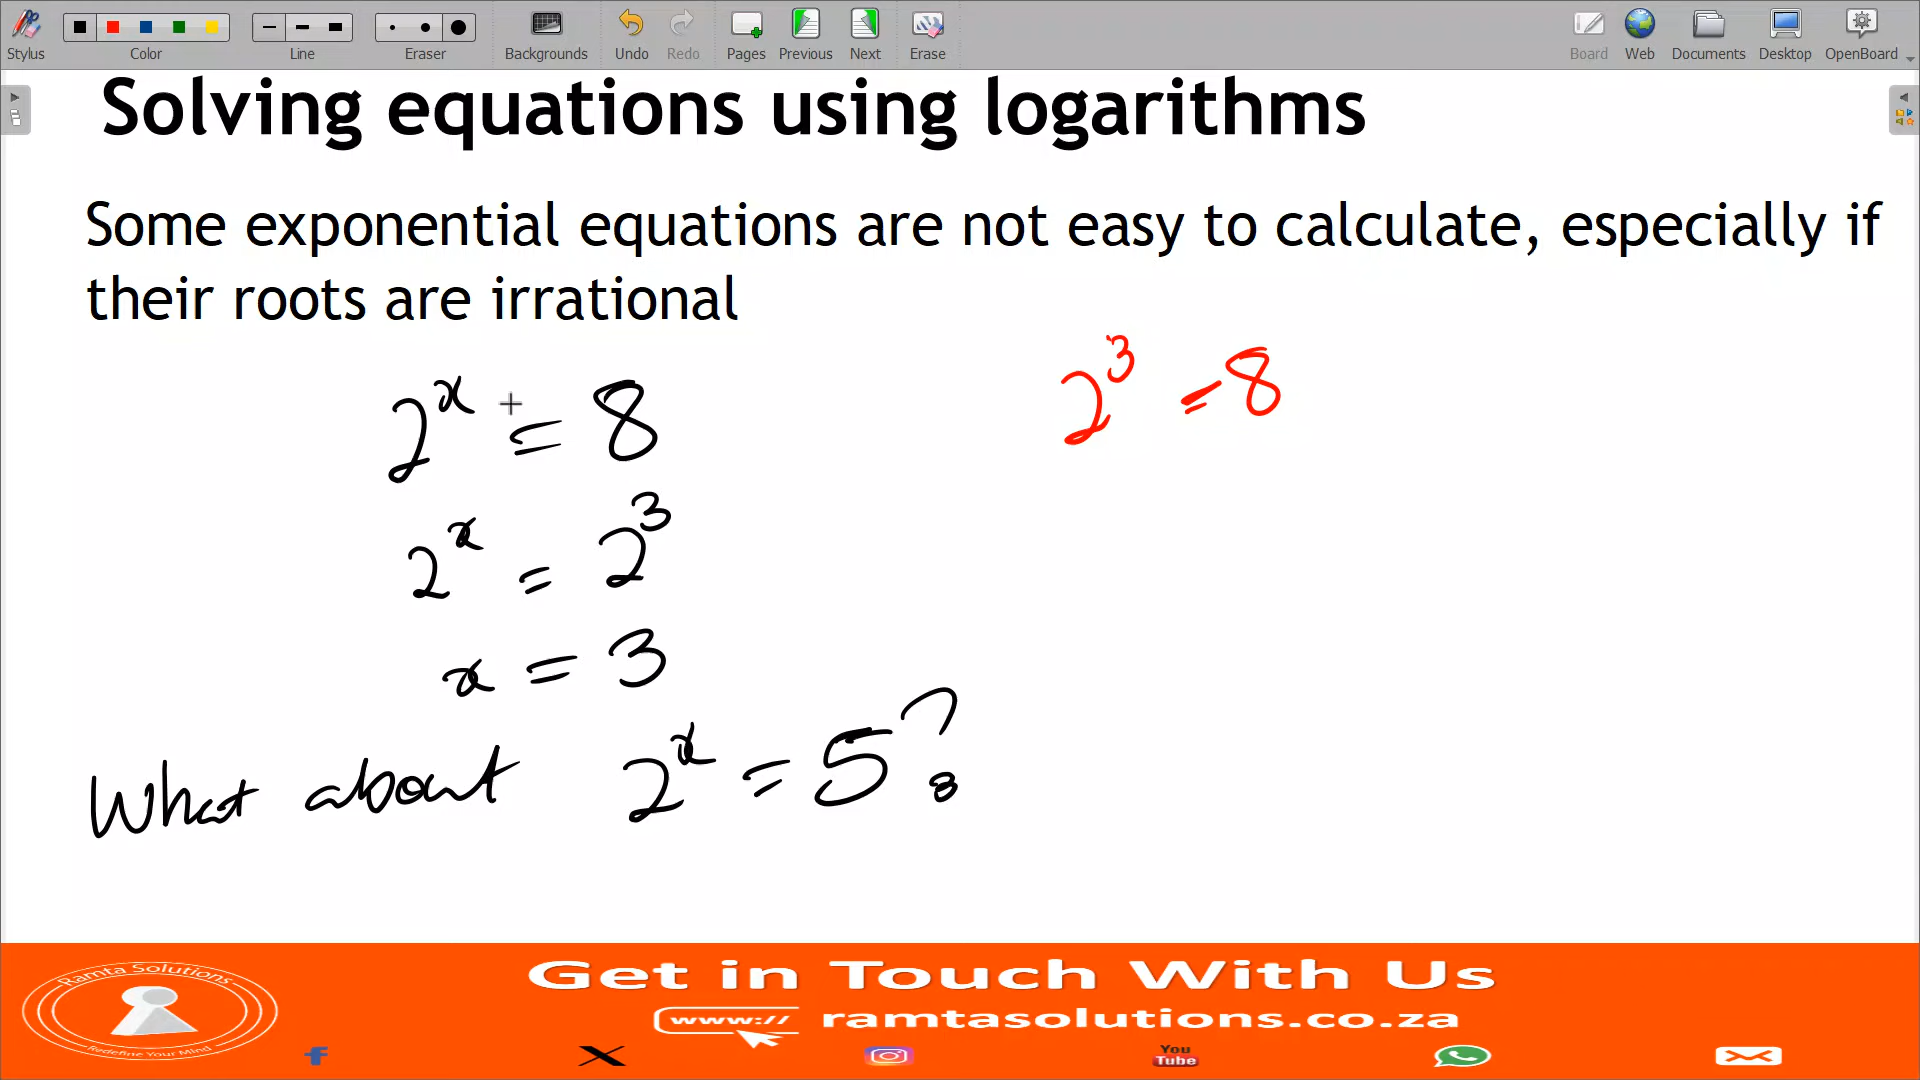 Stylus Color Line Eraser Backgrounds Undo Redo Pages Previous Next Erase Board Web Documents Desktop OpenBoard
Solving equations using logarithms
Some exponential equations are not easy to calculate, especially if
their roots are irrational
2^x = 8
2^3 = 8
2^x = 2^3
x = 3
What about 2^x = 5?
Ramta Solutions
Redefine Your Mind
Get in Touch With Us
www.// ramtasolutions.co.za
You
Tube